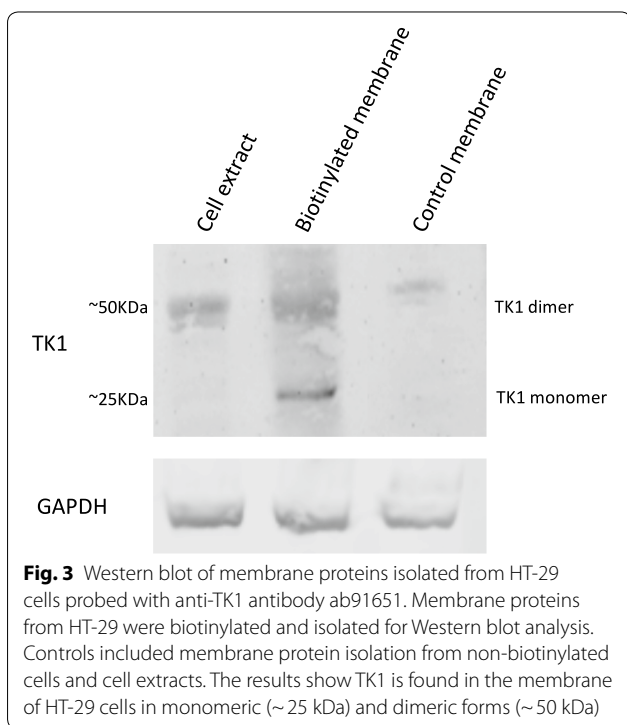 Cell extract
Biotinylated membrane
Control membrane
~50KDa
TK1 dimer
TK1
~25KDa
TK1 monomer
GAPDH
Fig. 3 Western blot of membrane proteins isolated from HT-29
cells probed with anti-TK1 antibody ab91651. Membrane proteins
from HT-29 were biotinylated and isolated for Western blot analysis.
Controls included membrane protein isolation from non-biotinylated
cells and cell extracts. The results show TK1 is found in the membrane
of HT-29 cells in monomeric (~ 25 kDa) and dimeric forms (~ 50 kDa)